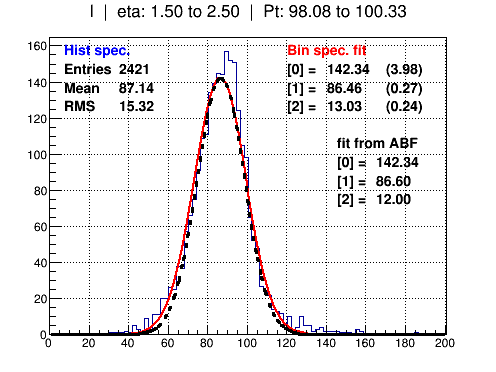 I | eta: 1.50 to 2.50 | Pt: 98.08 to 100.33
Hist spec.
Entries 2421
Mean 87.14
RMS 15.32
Bin spec. fit
[0] = 142.34 (3.98)
[1] = 86.46 (0.27)
[2] = 13.03 (0.24)
fit from ABF
[0] = 142.34
[1] = 86.60
[2] = 12.00
160
140
120
100
80
60
40
20
0
0 20 40 60 80 100 120 140 160 180 200